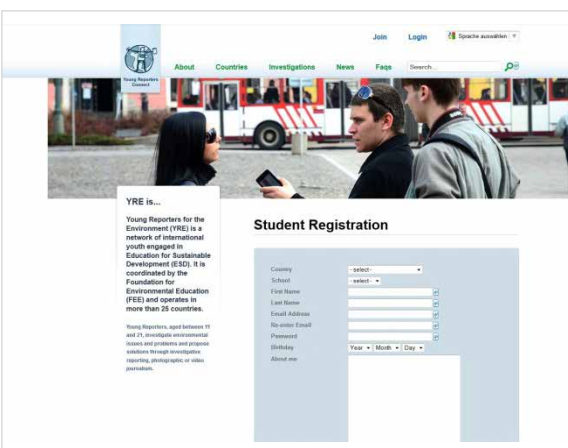 Join Login Sprache auswählen
Young Reporters
Connect
About Countries Investigations News Faqs Search...
YRE is...
Young Reporters for the
Environment (YRE) is a
network of international
youth engaged in
Education for Sustainable
Development (ESD). It is
coordinated by the
Foundation for
Environmental Education
(FEE) and operates in
more than 25 countries.
Young Reporters, aged between 11
and 21, investigate environmental
issues and problems and propose
solutions through investigative
reporting, photographic or video
journalism.
Student Registration
Country - select -
School - select -
First Name
Last Name
Email Address
Re-enter Email
Password
Birthday Year Month Day
About me